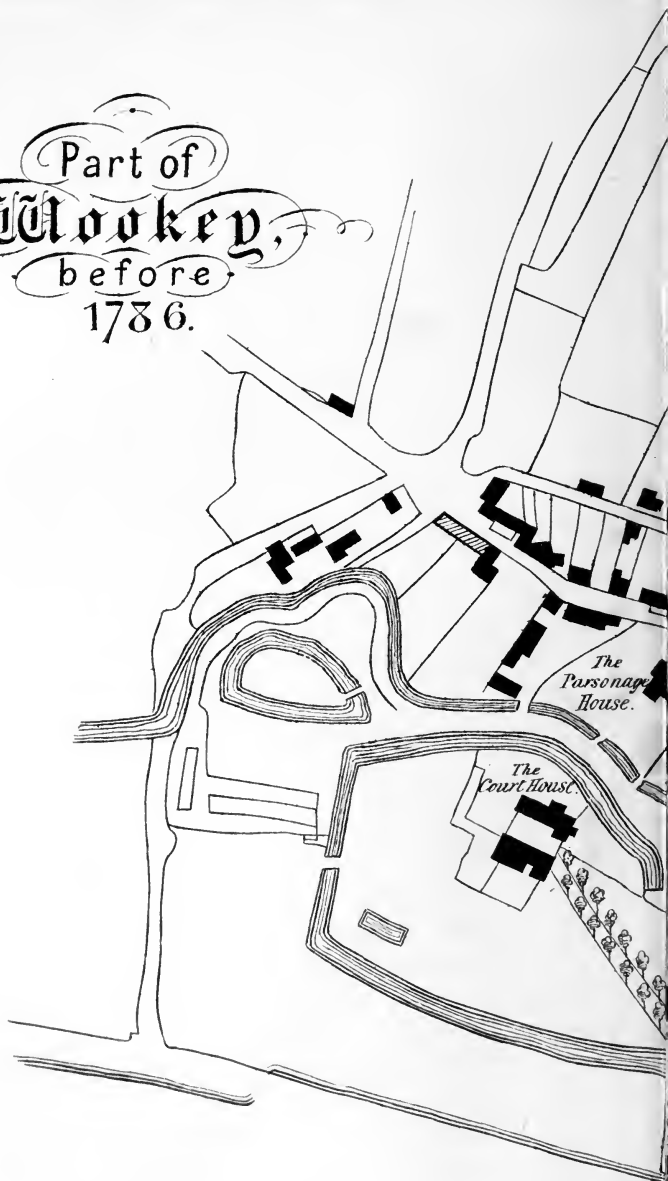 Part of
Wookey,
before
1786.
The
Parsonage
House.
The
Court House.